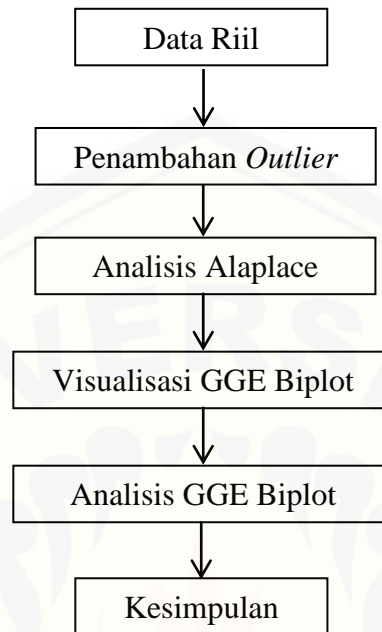 Data Riil
Penambahan Outlier
Analisis Alaplace
Visualisasi GGE Biplot
Analisis GGE Biplot
Kesimpulan